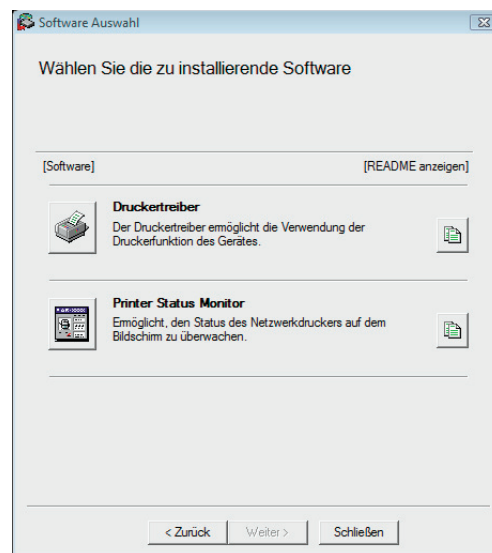 Software Auswahl
Wählen Sie die zu installierende Software
[Software] [README anzeigen]
Druckertreiber
Der Druckertreiber ermöglicht die Verwendung der
Druckerfunktion des Gerätes.
Printer Status Monitor
Ermöglicht, den Status des Netzwerkdruckers auf dem
Bildschirm zu überwachen.
< Zurück Weiter > Schließen